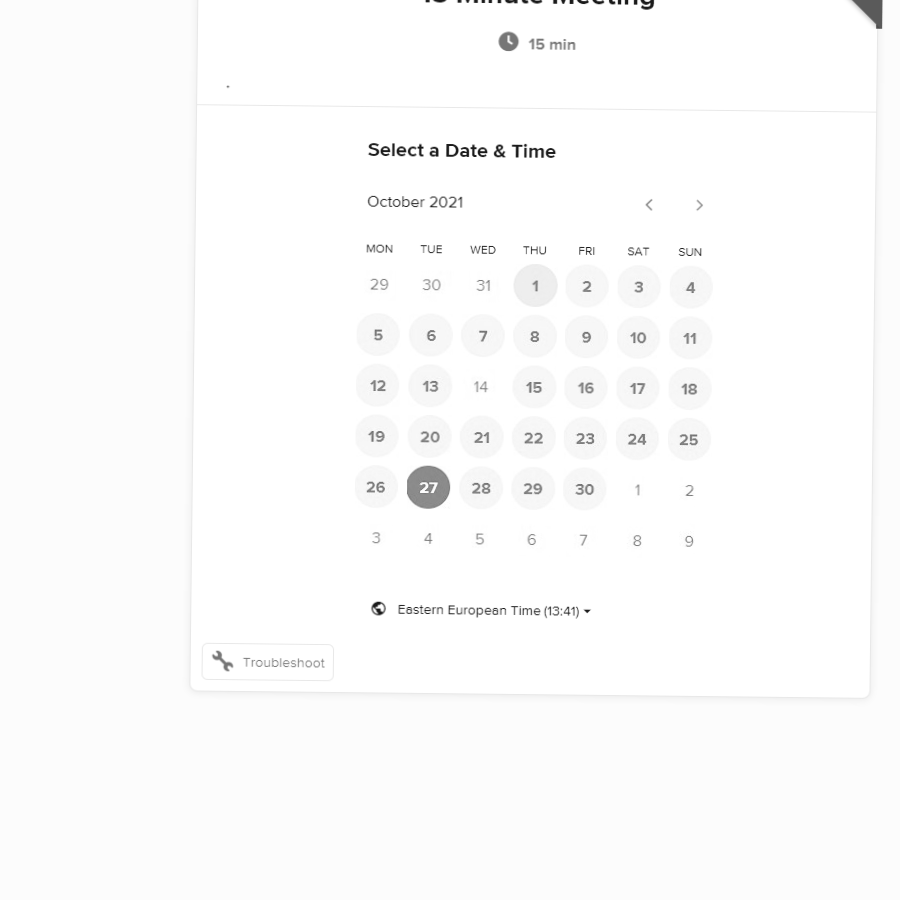 15 Minute Meeting
15 min
.
Select a Date & Time
October 2021
MON TUE WED THU FRI SAT SUN
29 30 31 1 2 3 4
5 6 7 8 9 10 11
12 13 14 15 16 17 18
19 20 21 22 23 24 25
26 27 28 29 30 1 2
3 4 5 6 7 8 9
Eastern European Time (13:41)
Troubleshoot